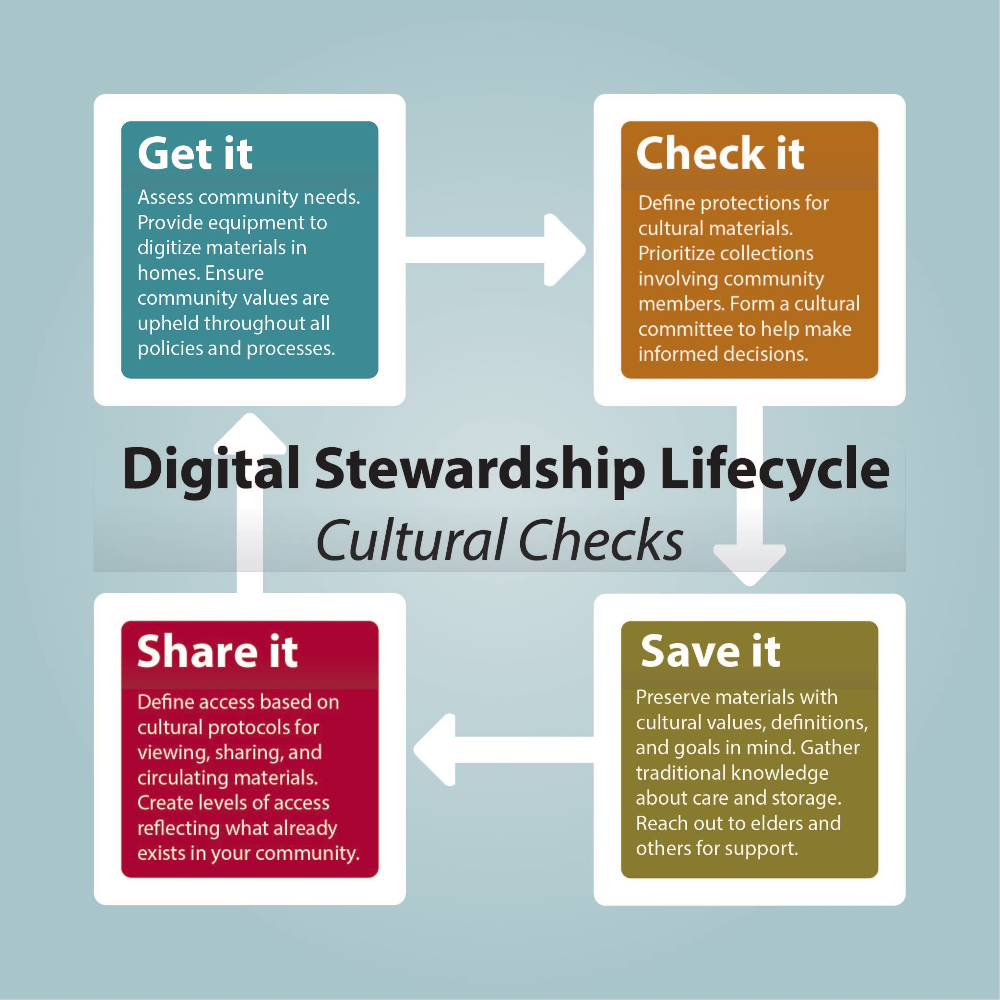 Get it
Assess community needs.
Provide equipment to
digitize materials in
homes. Ensure
community values are
upheld throughout all
policies and processes.
Check it
Define protections for
cultural materials.
Prioritize collections
involving community
members. Form a cultural
committee to help make
informed decisions.
Digital Stewardship Lifecycle
Cultural Checks
Share it
Define access based on
cultural protocols for
viewing, sharing, and
circulating materials.
Create levels of access
reflecting what already
exists in your community.
Save it
Preserve materials with
cultural values, definitions,
and goals in mind. Gather
traditional knowledge
about care and storage.
Reach out to elders and
others for support.